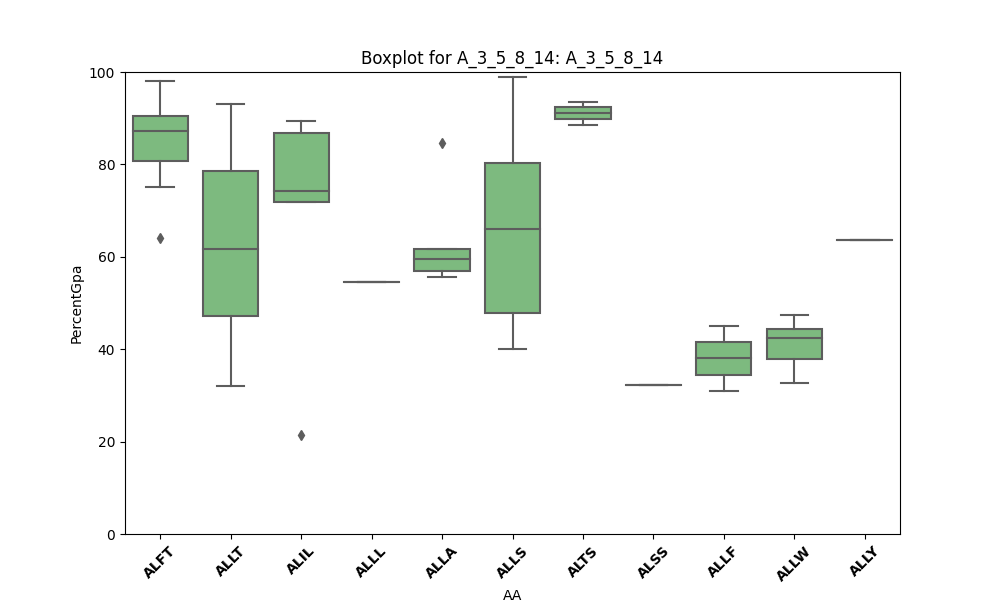 Boxplot for A_3_5_8_14: A_3_5_8_14
100
80
60
40
20
0
PercentGpa
ALFT
ALLT
ALIL
ALLL
ALLA
ALLS
ALTS
ALSS
ALLF
ALLW
ALLY
AA